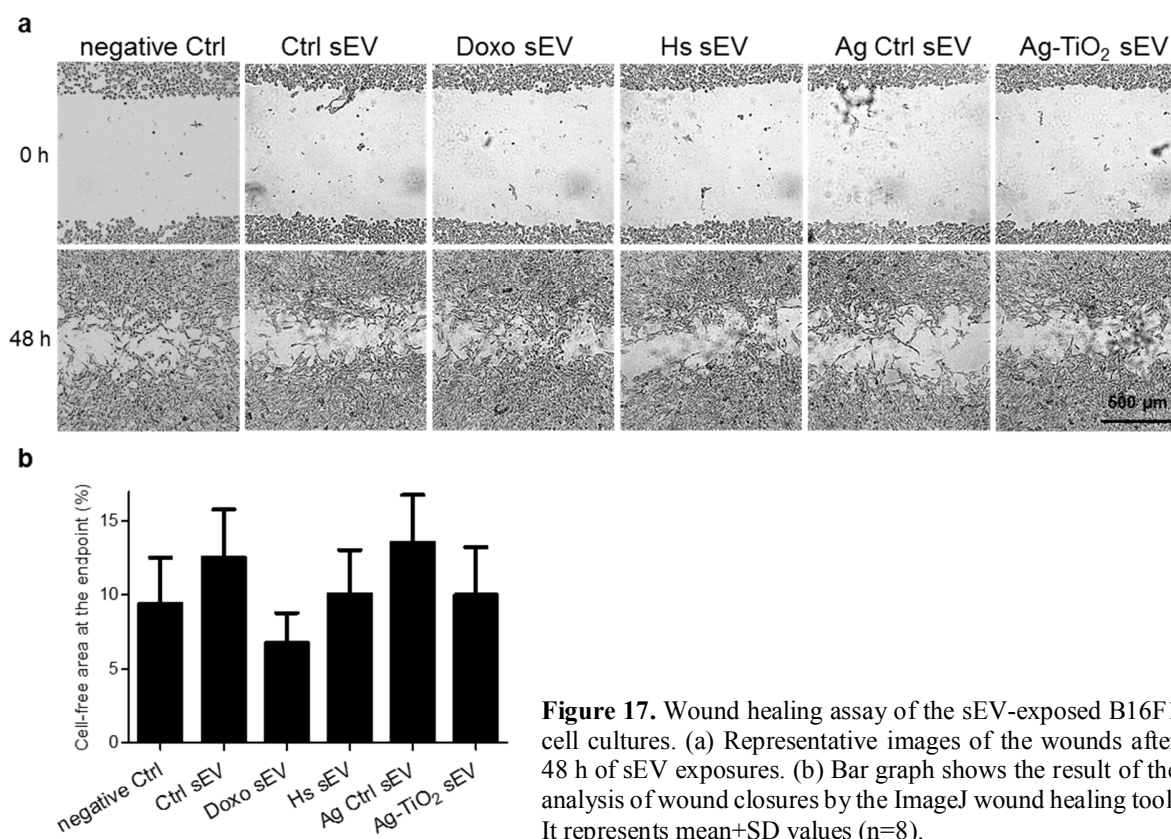 a
negative Ctrl Ctrl sEV Doxo sEV Hs sEV Ag Ctrl sEV Ag-TiO₂ sEV
0 h
48 h
500 µm
b
Cell-free area at the endpoint (%)
15
10
5
0
negative Ctrl
Ctrl sEV
Doxo sEV
Hs sEV
Ag Ctrl sEV
Ag-TiO₂ sEV
Figure 17. Wound healing assay of the sEV-exposed B16F1
cell cultures. (a) Representative images of the wounds after
48 h of sEV exposures. (b) Bar graph shows the result of the
analysis of wound closures by the ImageJ wound healing tool.
It represents mean+SD values (n=8).